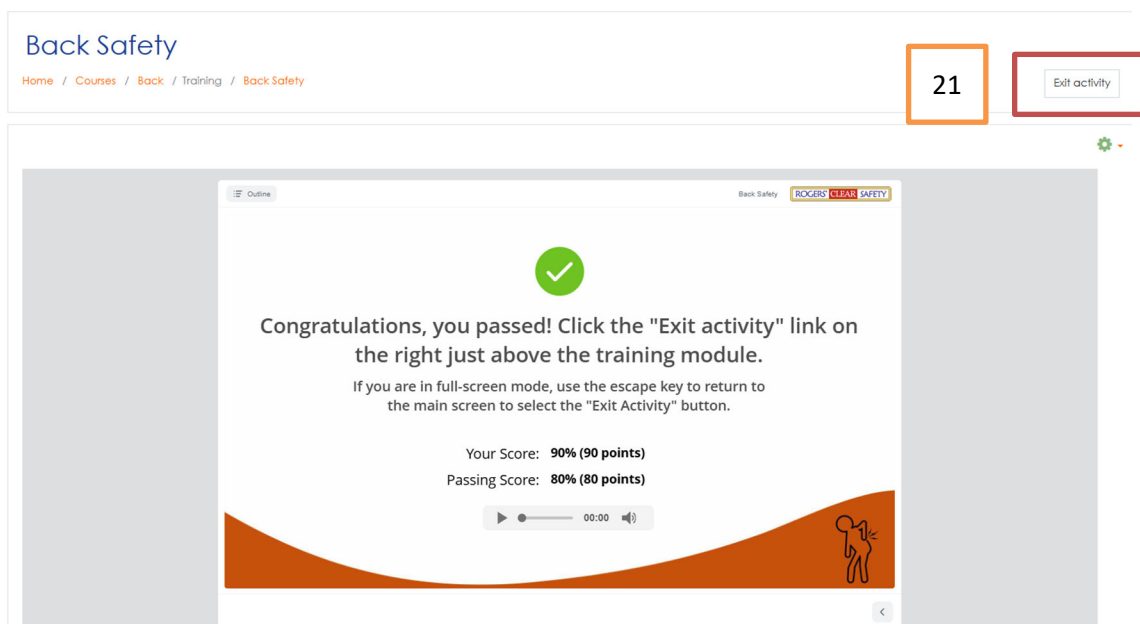 Back Safety
Home / Courses / Back / Training / Back Safety
21
Exit activity
Outline
Back Safety
ROGERS' CLEAR SAFETY
Congratulations, you passed! Click the "Exit activity" link on
the right just above the training module.
If you are in full-screen mode, use the escape key to return to
the main screen to select the "Exit Activity" button.
Your Score: 90% (90 points)
Passing Score: 80% (80 points)
00:00